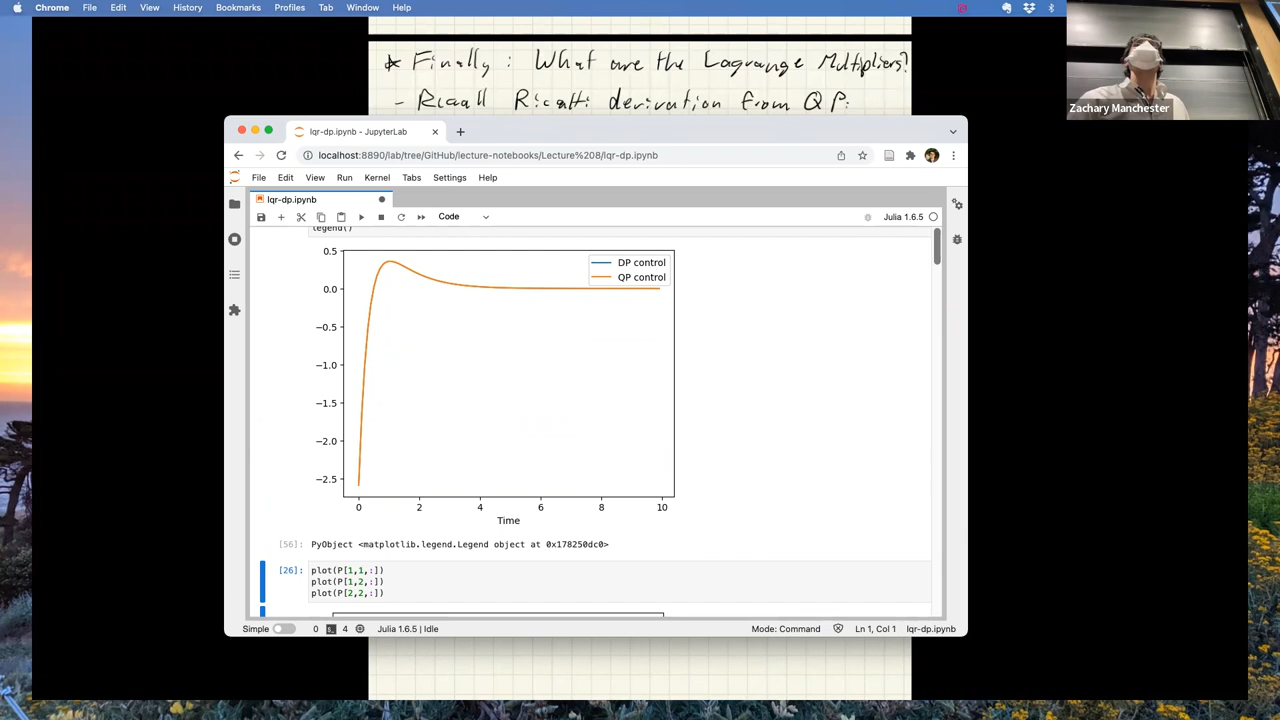 Chrome File Edit View History Bookmarks Profiles Tab Window Help
* Finally : What are the Lagrange Multipliers?
- Recall Ricatti derivation from QP:
Zachary Manchester
lqr-dp.ipynb - JupyterLab
localhost:8890/lab/tree/GitHub/lecture-notebooks/Lecture%208/lqr-dp.ipynb
File Edit View Run Kernel Tabs Settings Help
lqr-dp.ipynb
Code
Julia 1.6.5
legend()
0.5
0.0
−0.5
−1.0
−1.5
−2.0
−2.5
DP control
QP control
0 2 4 6 8 10
Time
[56]: PyObject <matplotlib.legend.Legend object at 0x178250dc0>
[26]: plot(P[1,1,:])
plot(P[1,2,:])
plot(P[2,2,:])
Simple 0 4 Julia 1.6.5 | Idle Mode: Command Ln 1, Col 1 lqr-dp.ipynb